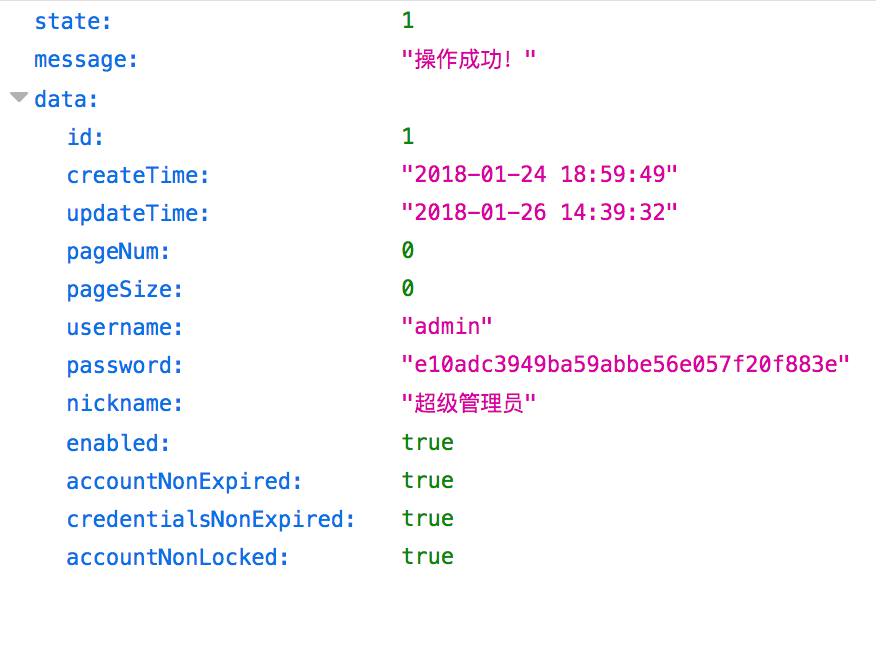 state: 1
message: "操作成功！"
data:
id: 1
createTime: "2018-01-24 18:59:49"
updateTime: "2018-01-26 14:39:32"
pageNum: 0
pageSize: 0
username: "admin"
password: "e10adc3949ba59abbe56e057f20f883e"
nickname: "超级管理员"
enabled: true
accountNonExpired: true
credentialsNonExpired: true
accountNonLocked: true